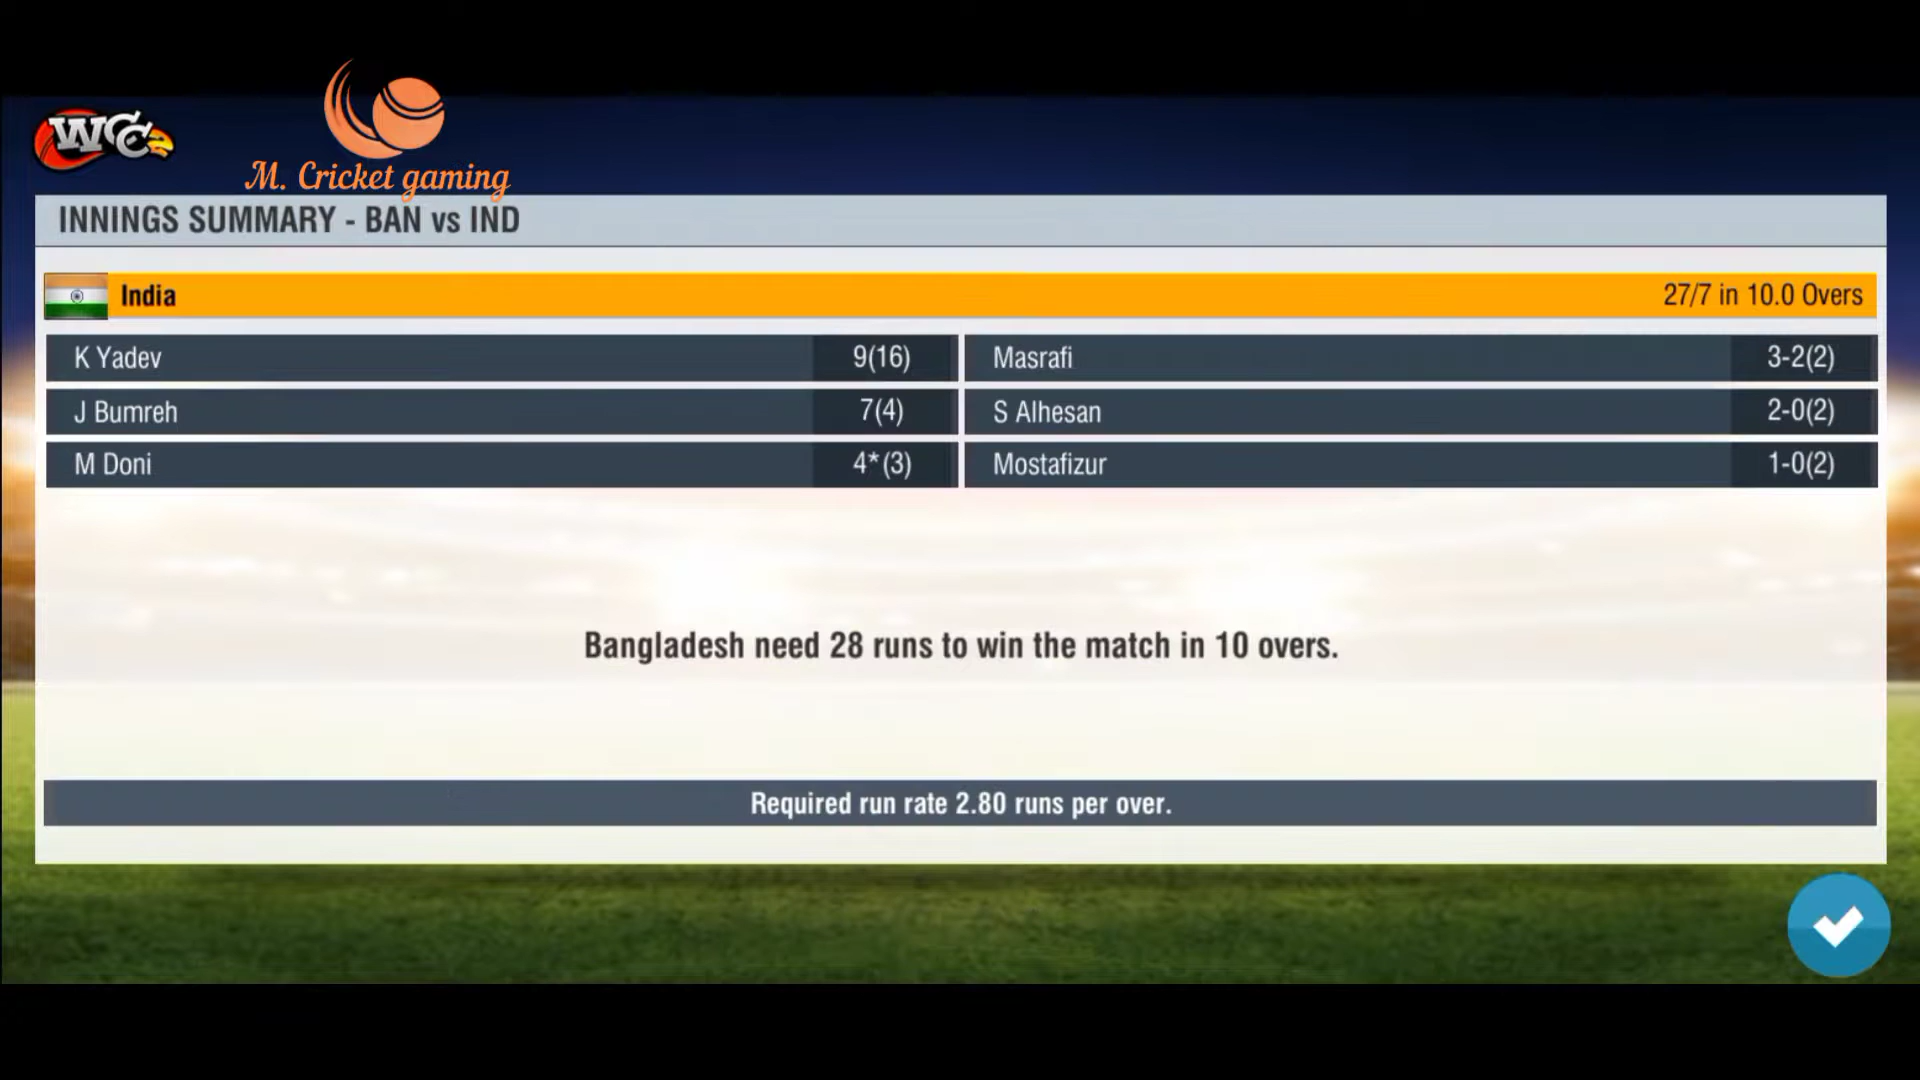 WCC
M. Cricket gaming
INNINGS SUMMARY - BAN vs IND
India 27/7 in 10.0 Overs
K Yadev 9(16) Masrafi 3-2(2)
J Bumreh 7(4) S Alhesan 2-0(2)
M Doni 4*(3) Mostafizur 1-0(2)
Bangladesh need 28 runs to win the match in 10 overs.
Required run rate 2.80 runs per over.